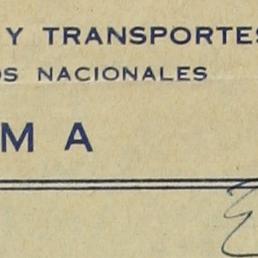 Y TRANSPORTES
OS NACIONALES
M A